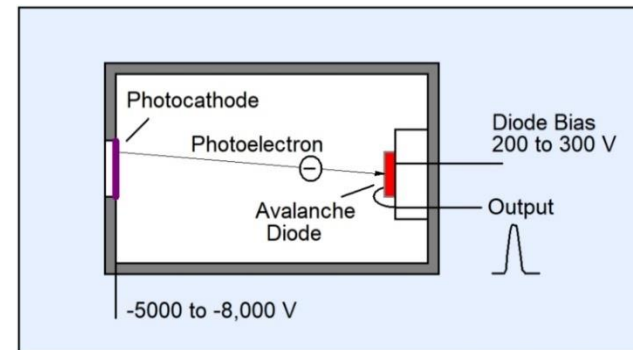 Photocathode
Photoelectron
Diode Bias
200 to 300 V
Avalanche
Diode
Output
-5000 to -8,000 V